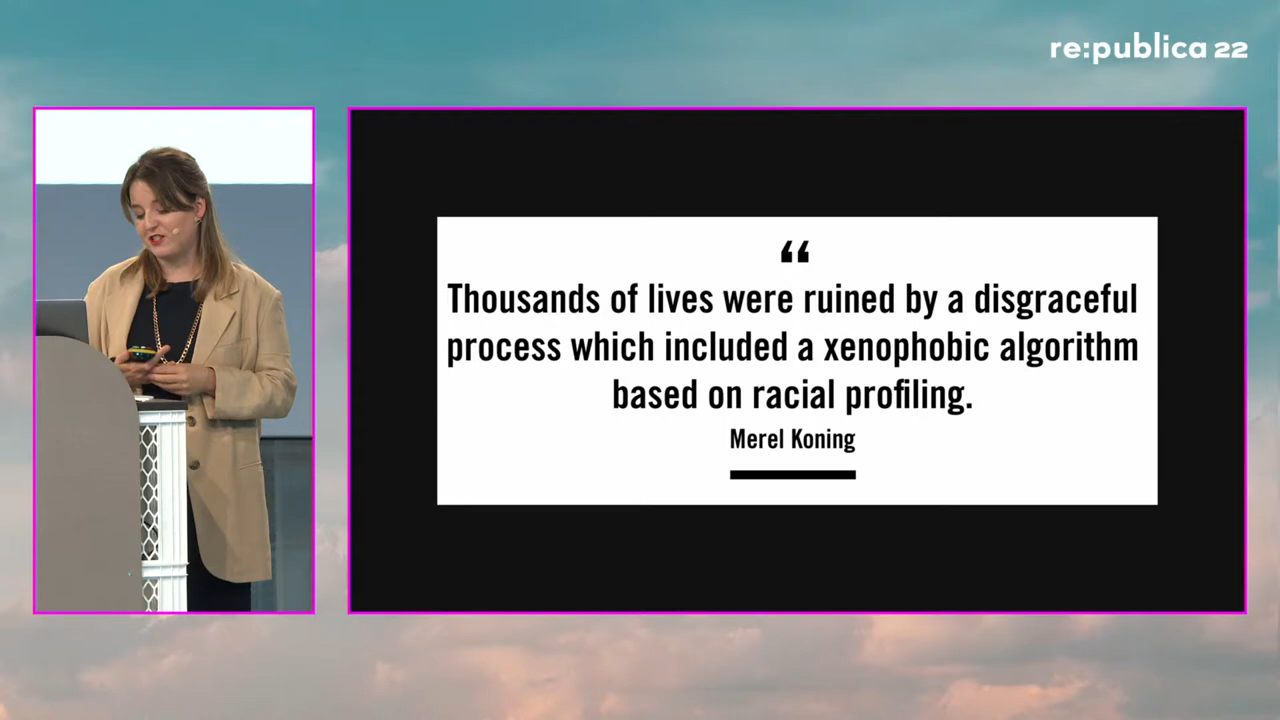 re:publica 22
“
Thousands of lives were ruined by a disgraceful
process which included a xenophobic algorithm
based on racial profiling.
Merel Koning